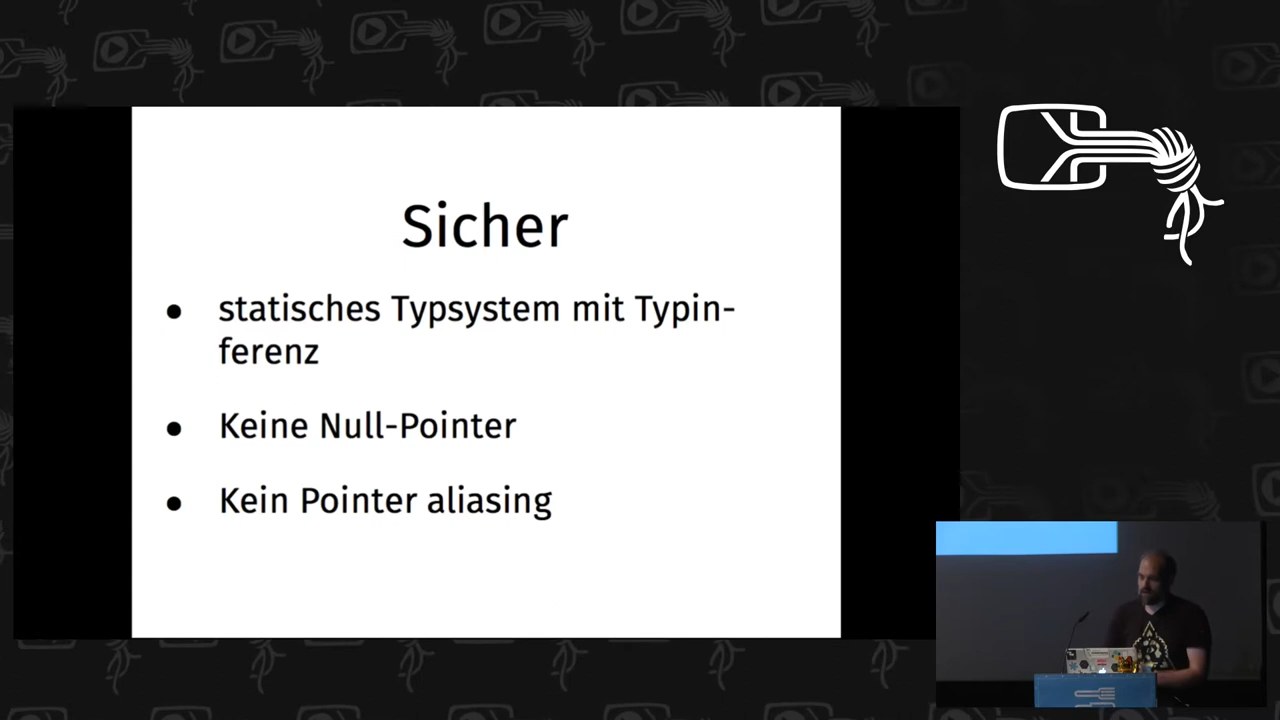 Sicher
• statisches Typsystem mit Typin-
ferenz
• Keine Null-Pointer
• Kein Pointer aliasing